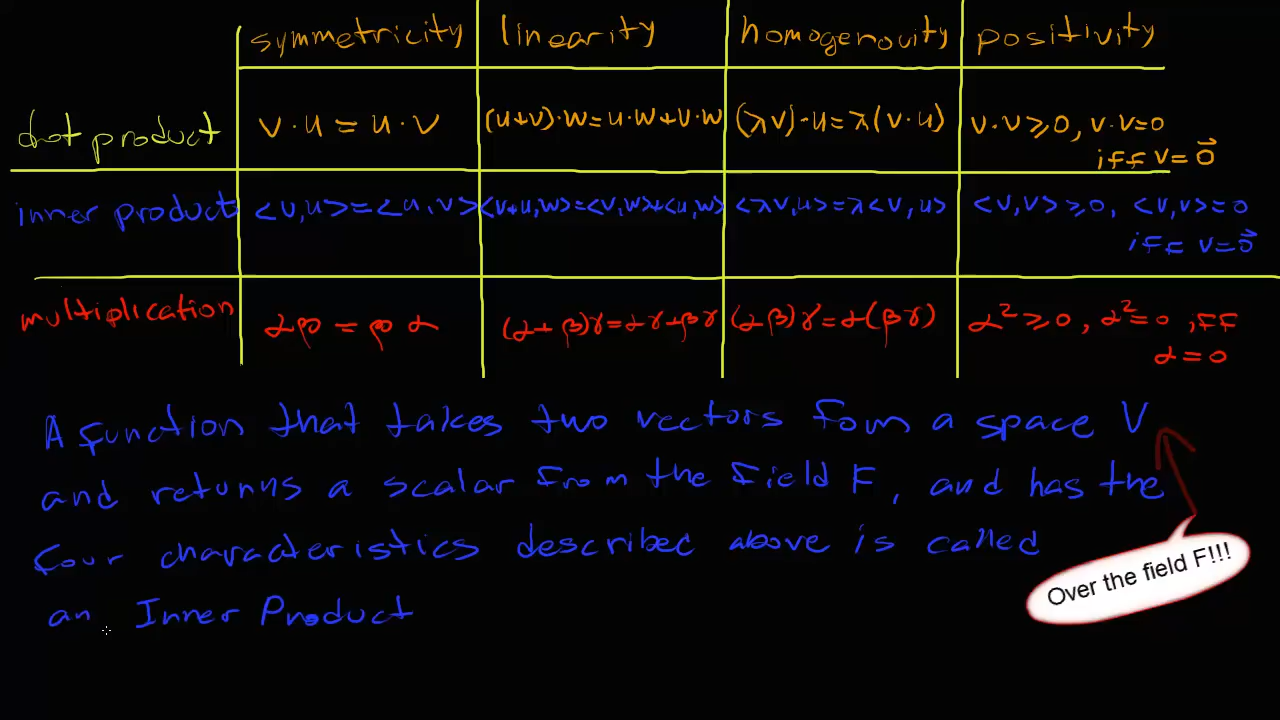 symmetricity linearity homogenouity positivity
dot product v · u = u · v (u+v)·w=u·w+v·w (λv)·u=λ(v·u) v·v≥0, v·v=0
iff v=0⃗
inner product <v,u>=<u,v> <v+u,w>=<v,w>+<u,w> <λv,u>=λ<v,u> <v,v>≥0, <v,v>=0
iff v=0⃗
multiplication αβ = βα (α+β)γ=αγ+βγ (αβ)γ=α(βγ) α²≥0, α²=0 iff
α=0
A function that takes two vectors fom a space V
and returns a scalar from the field F, and has the
four characteristics described above is called
an Inner Product
Over the field F!!!